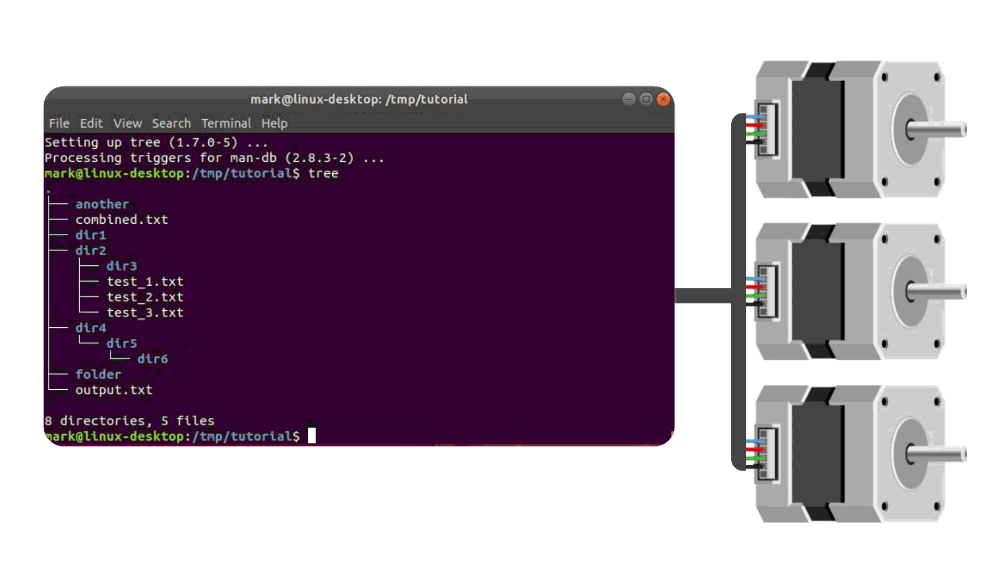 mark@linux-desktop: /tmp/tutorial
File Edit View Search Terminal Help
Setting up tree (1.7.0-5) ...
Processing triggers for man-db (2.8.3-2) ...
mark@linux-desktop:/tmp/tutorial$ tree
.
├── another
├── combined.txt
├── dir1
├── dir2
│   ├── dir3
│   ├── test_1.txt
│   ├── test_2.txt
│   └── test_3.txt
├── dir4
│   └── dir5
│       └── dir6
├── folder
└── output.txt
8 directories, 5 files
mark@linux-desktop:/tmp/tutorial$